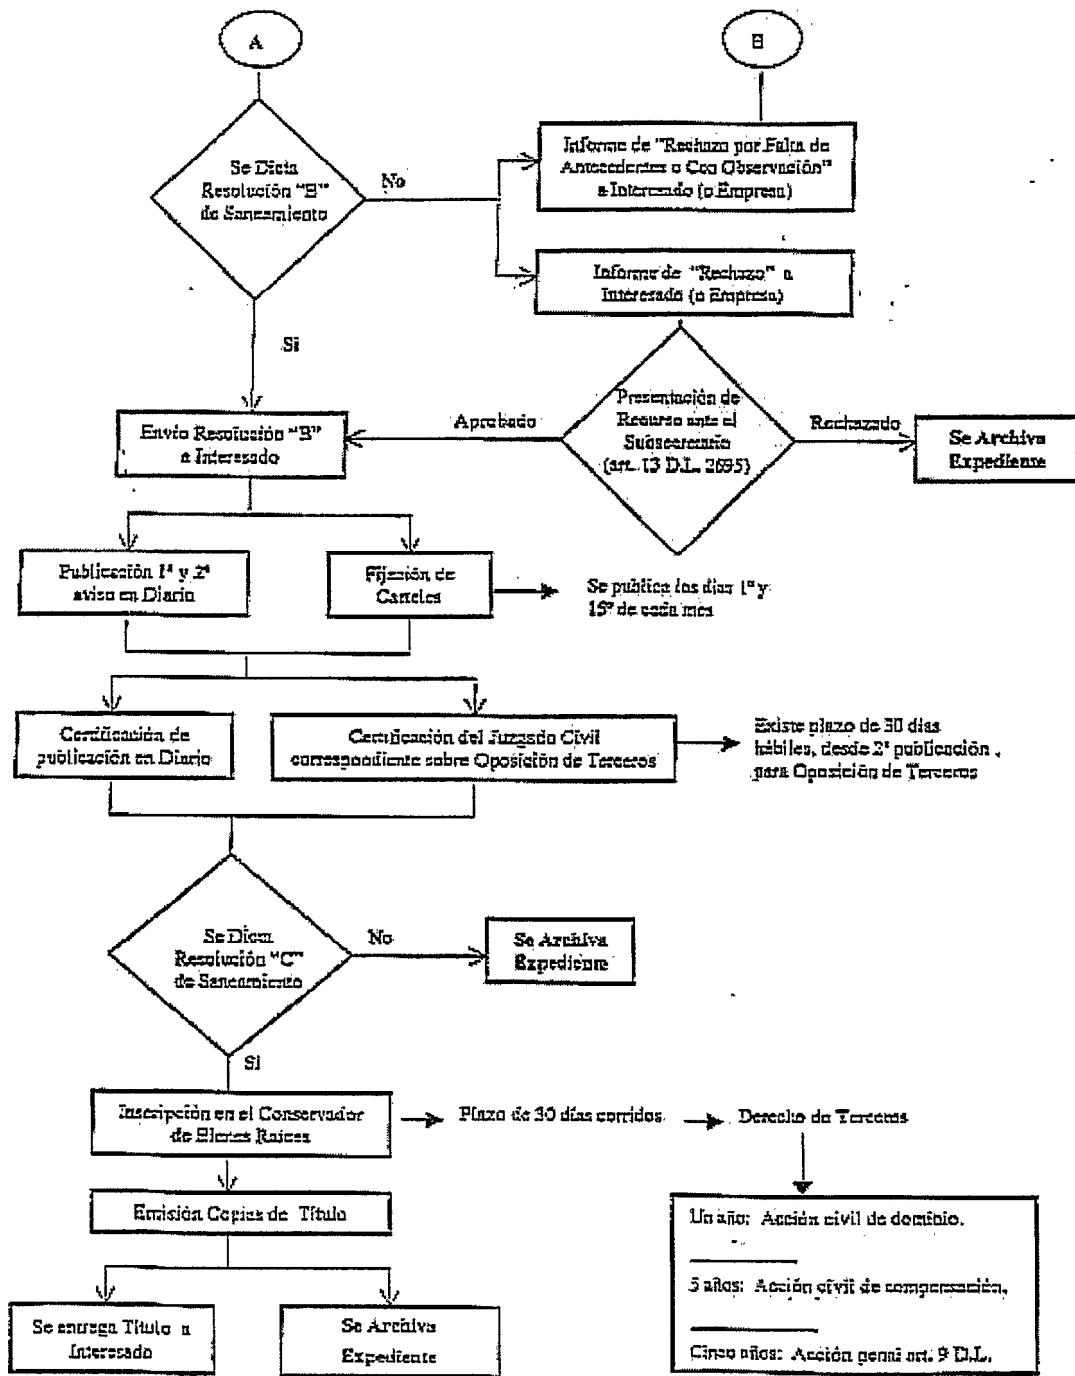 A
B
Se Dicta
Resolución "B"
de Saneamiento
No
Informe de "Rechazo por Falta de
Antecedentes o Con Observación"
a Interesado (o Empresa)
Informe de "Rechazo" a
Interesado (o Empresa)
Si
Presentación de
Recurso ante el
Subsecretario
(art. 13 D.L. 2695)
Aprobado
Rechazado
Envío Resolución "B"
a Interesado
Se Archiva
Expediente
Publicación 1ª y 2ª
aviso en Diario
Fijación de
Carteles
Se publica los días 1º y
15º de cada mes
Certificación de
publicación en Diario
Certificación del Juzgado Civil
correspondiente sobre Oposición de Terceros
Existe plazo de 30 días
hábiles, desde 2ª publicación,
para Oposición de Terceros
Se Dicta
Resolución "C"
de Saneamiento
No
Se Archiva
Expediente
Si
Inscripción en el Conservador
de Bienes Raíces
Plazo de 30 días corridos.
Derecho de Terceros
Emisión Copies de Título
Un año: Acción civil de dominio.
5 años: Acción civil de compensación.
Cinco años: Acción penal art. 9 D.L.
Se entrega Título a
Interesado
Se Archiva
Expediente